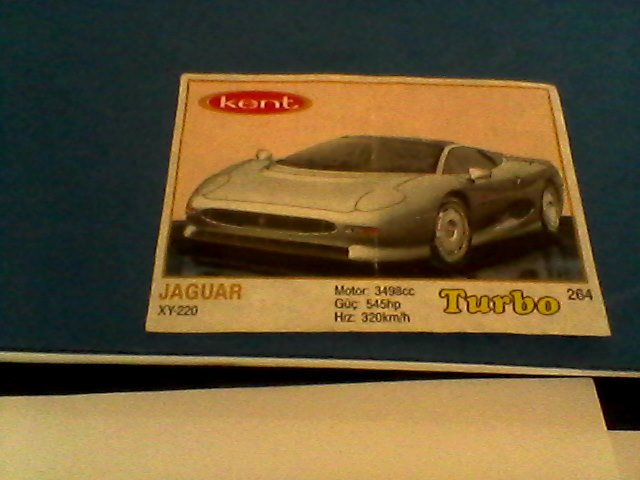 kent
JAGUAR
XY-220
Motor: 3498cc
Güç: 545hp
Hız: 320km/h
Turbo
264